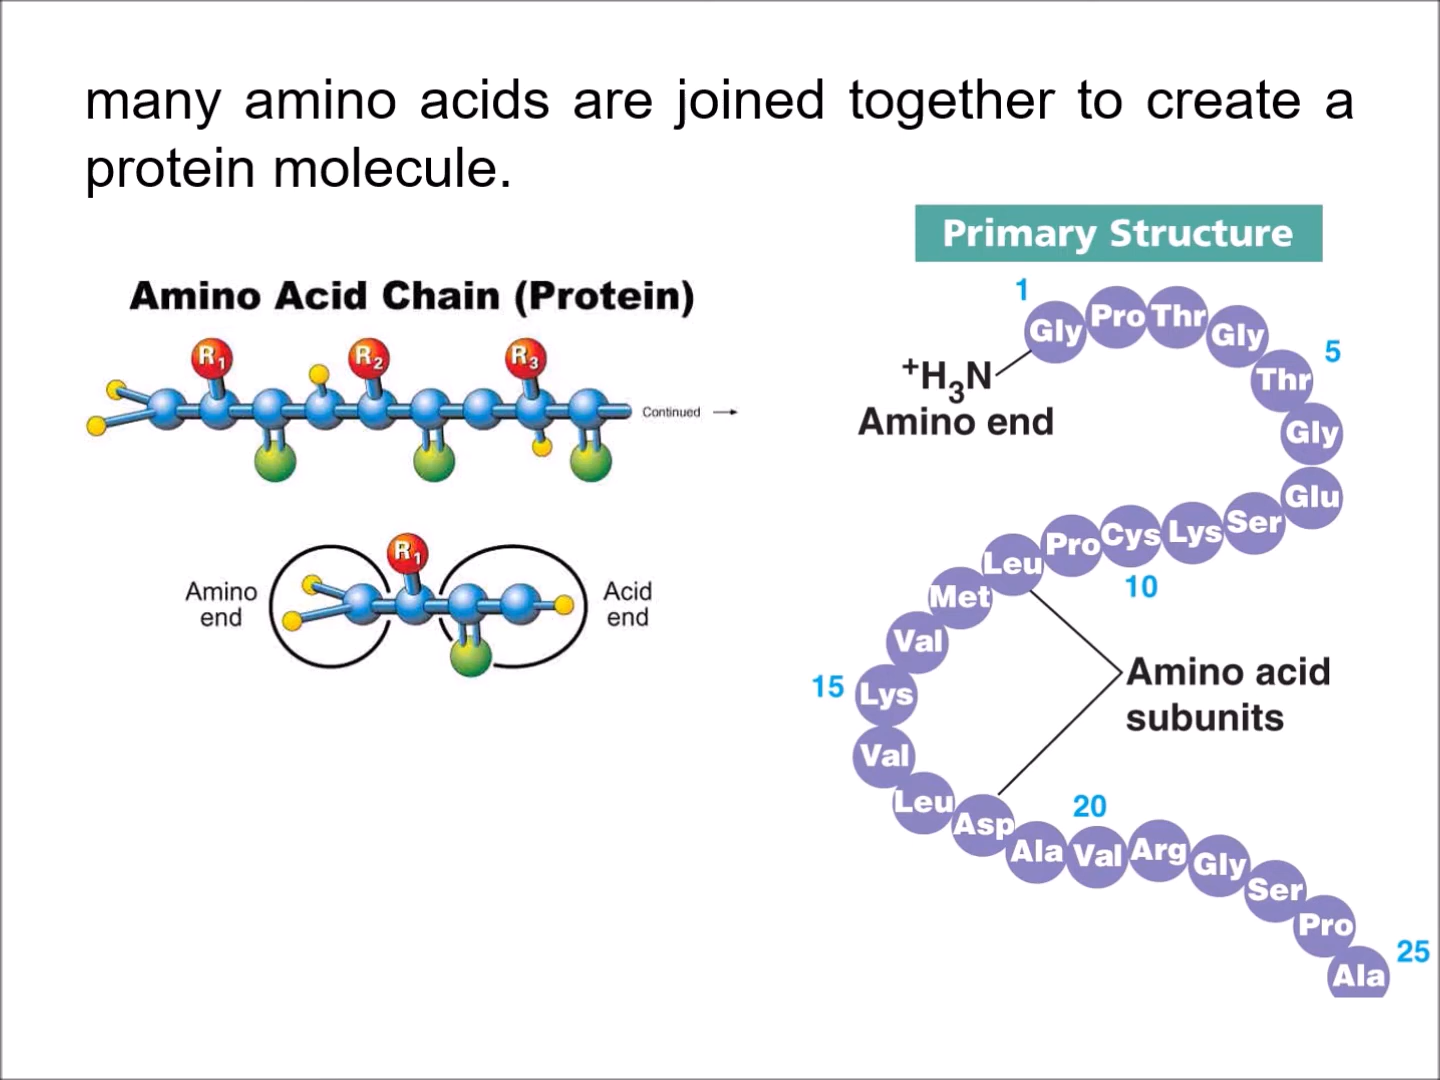 many amino acids are joined together to create a
protein molecule.
Primary Structure
Amino Acid Chain (Protein)
R1
R2
R3
Continued
Amino
end
R1
Acid
end
1
Gly
Pro
Thr
Gly
5
Thr
Gly
Glu
Ser
Lys
Cys
10
Pro
Leu
Met
Val
15
Lys
Val
Leu
Asp
Ala
20
Val
Arg
Gly
Ser
Pro
25
Ala
+H3N
Amino end
Amino acid
subunits